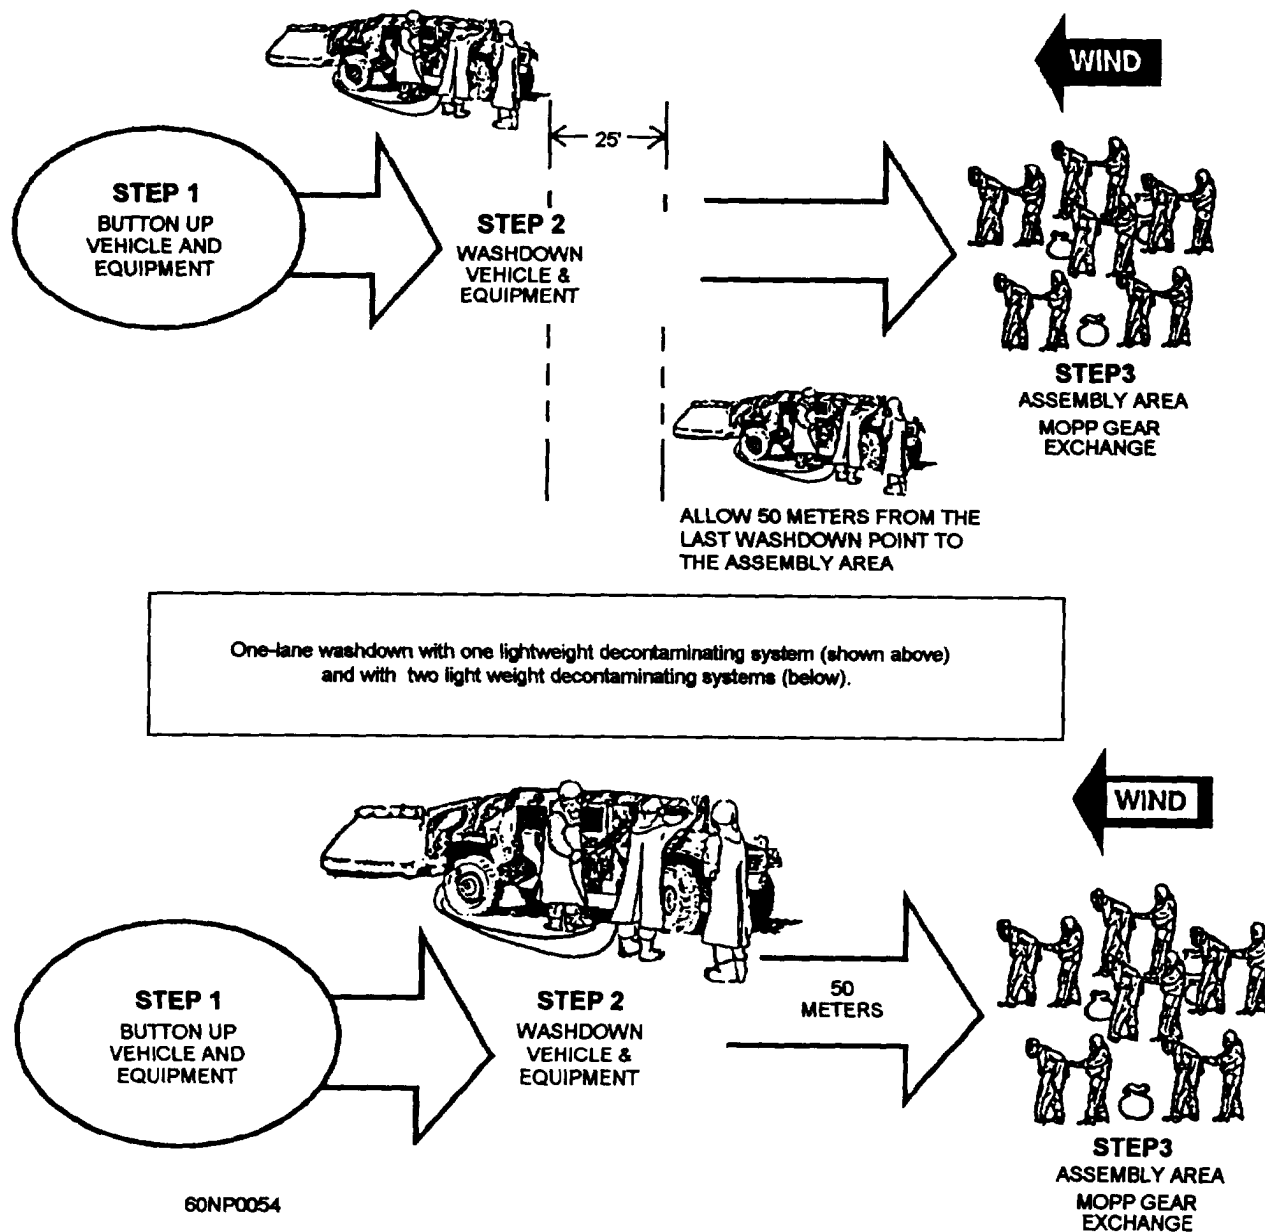 WIND
25'
STEP 1
BUTTON UP
VEHICLE AND
EQUIPMENT
STEP 2
WASHDOWN
VEHICLE &
EQUIPMENT
STEP3
ASSEMBLY AREA
MOPP GEAR
EXCHANGE
ALLOW 50 METERS FROM THE
LAST WASHDOWN POINT TO
THE ASSEMBLY AREA
One-lane washdown with one lightweight decontaminating system (shown above)
and with two light weight decontaminating systems (below).
WIND
STEP 1
BUTTON UP
VEHICLE AND
EQUIPMENT
STEP 2
WASHDOWN
VEHICLE &
EQUIPMENT
50
METERS
STEP3
ASSEMBLY AREA
MOPP GEAR
EXCHANGE
60NP0054